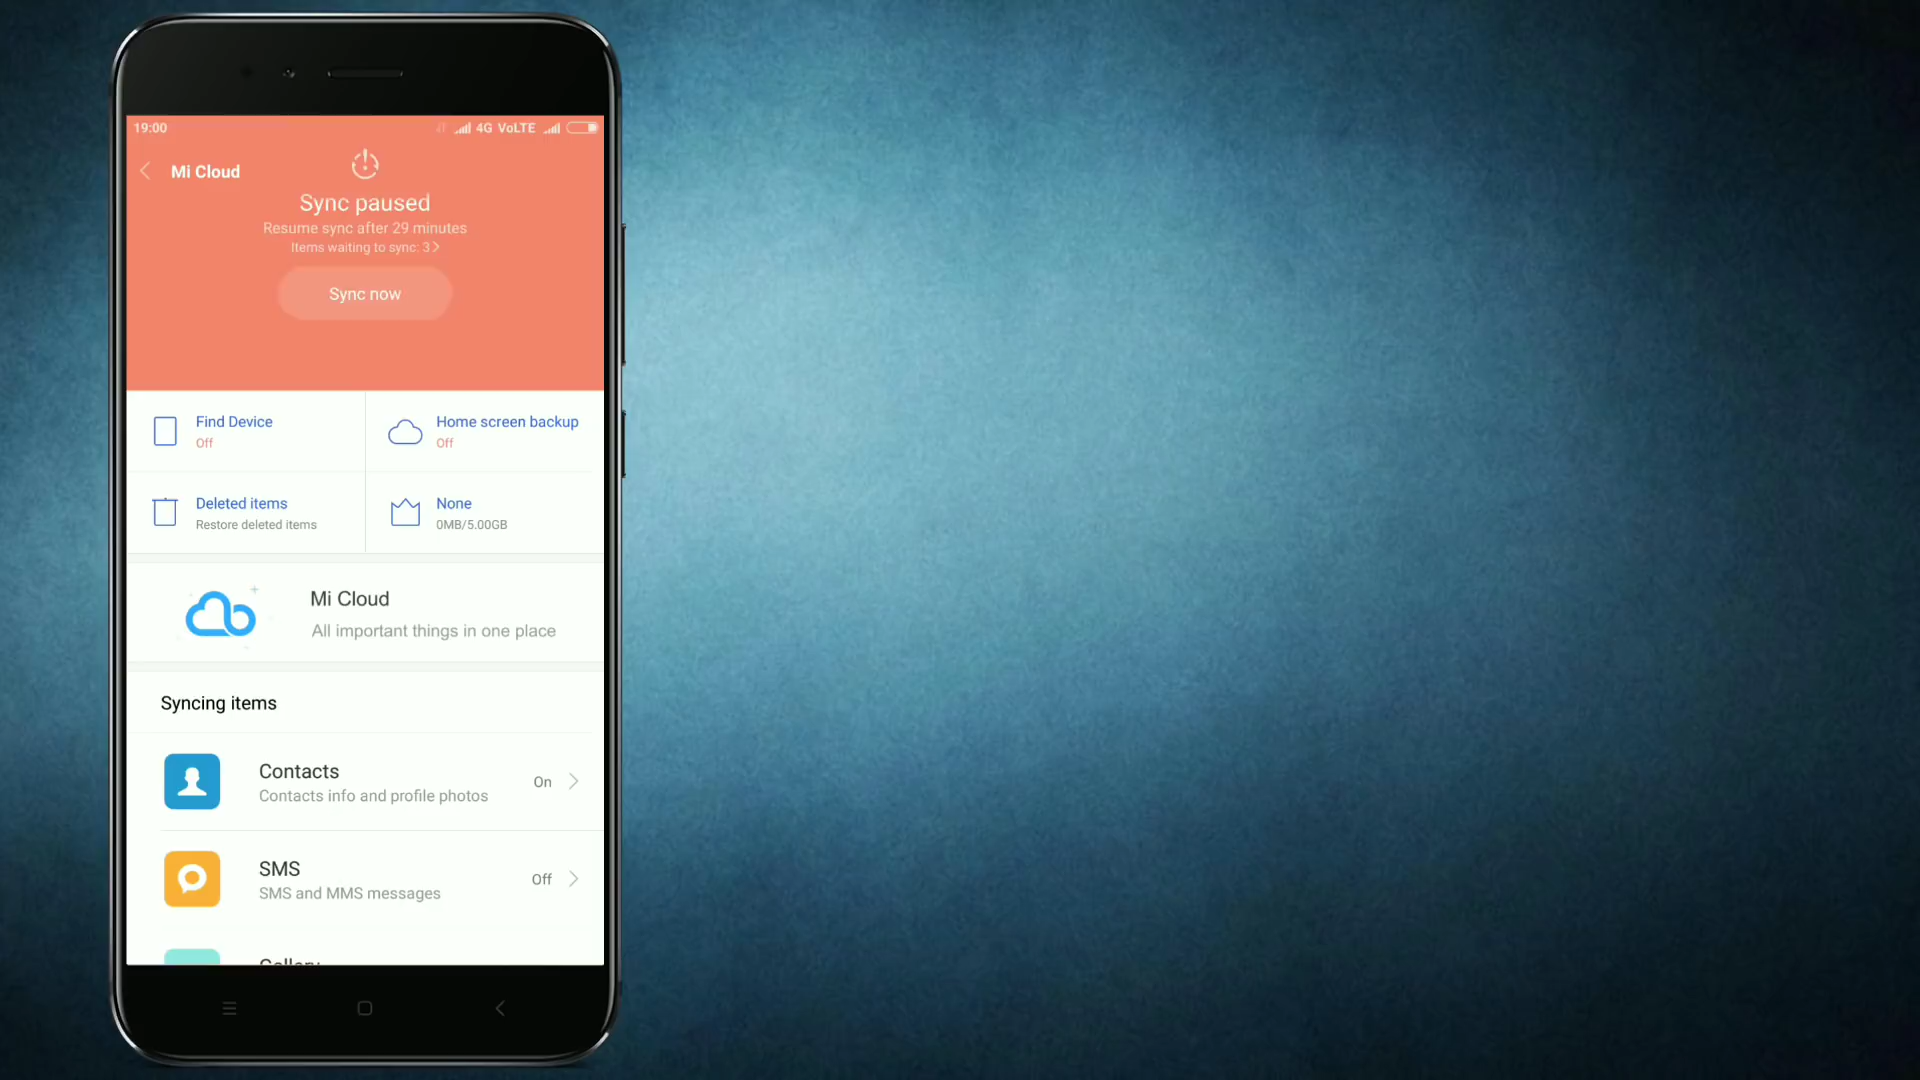 19:00
4G VoLTE
Mi Cloud
Sync paused
Resume sync after 29 minutes
Items waiting to sync: 3
Sync now
Find Device
Off
Home screen backup
Off
Deleted items
Restore deleted items
None
0MB/5.00GB
Mi Cloud
All important things in one place
Syncing items
Contacts
Contacts info and profile photos
On
SMS
SMS and MMS messages
Off
Gallery